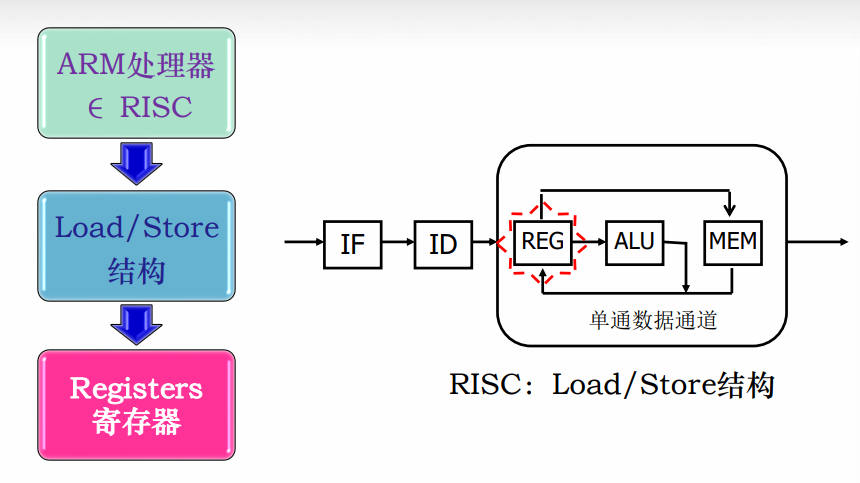 ARM处理器
∈ RISC
Load/Store
结构
Registers
寄存器
IF
ID
REG
ALU
MEM
单通数据通道
RISC：Load/Store结构